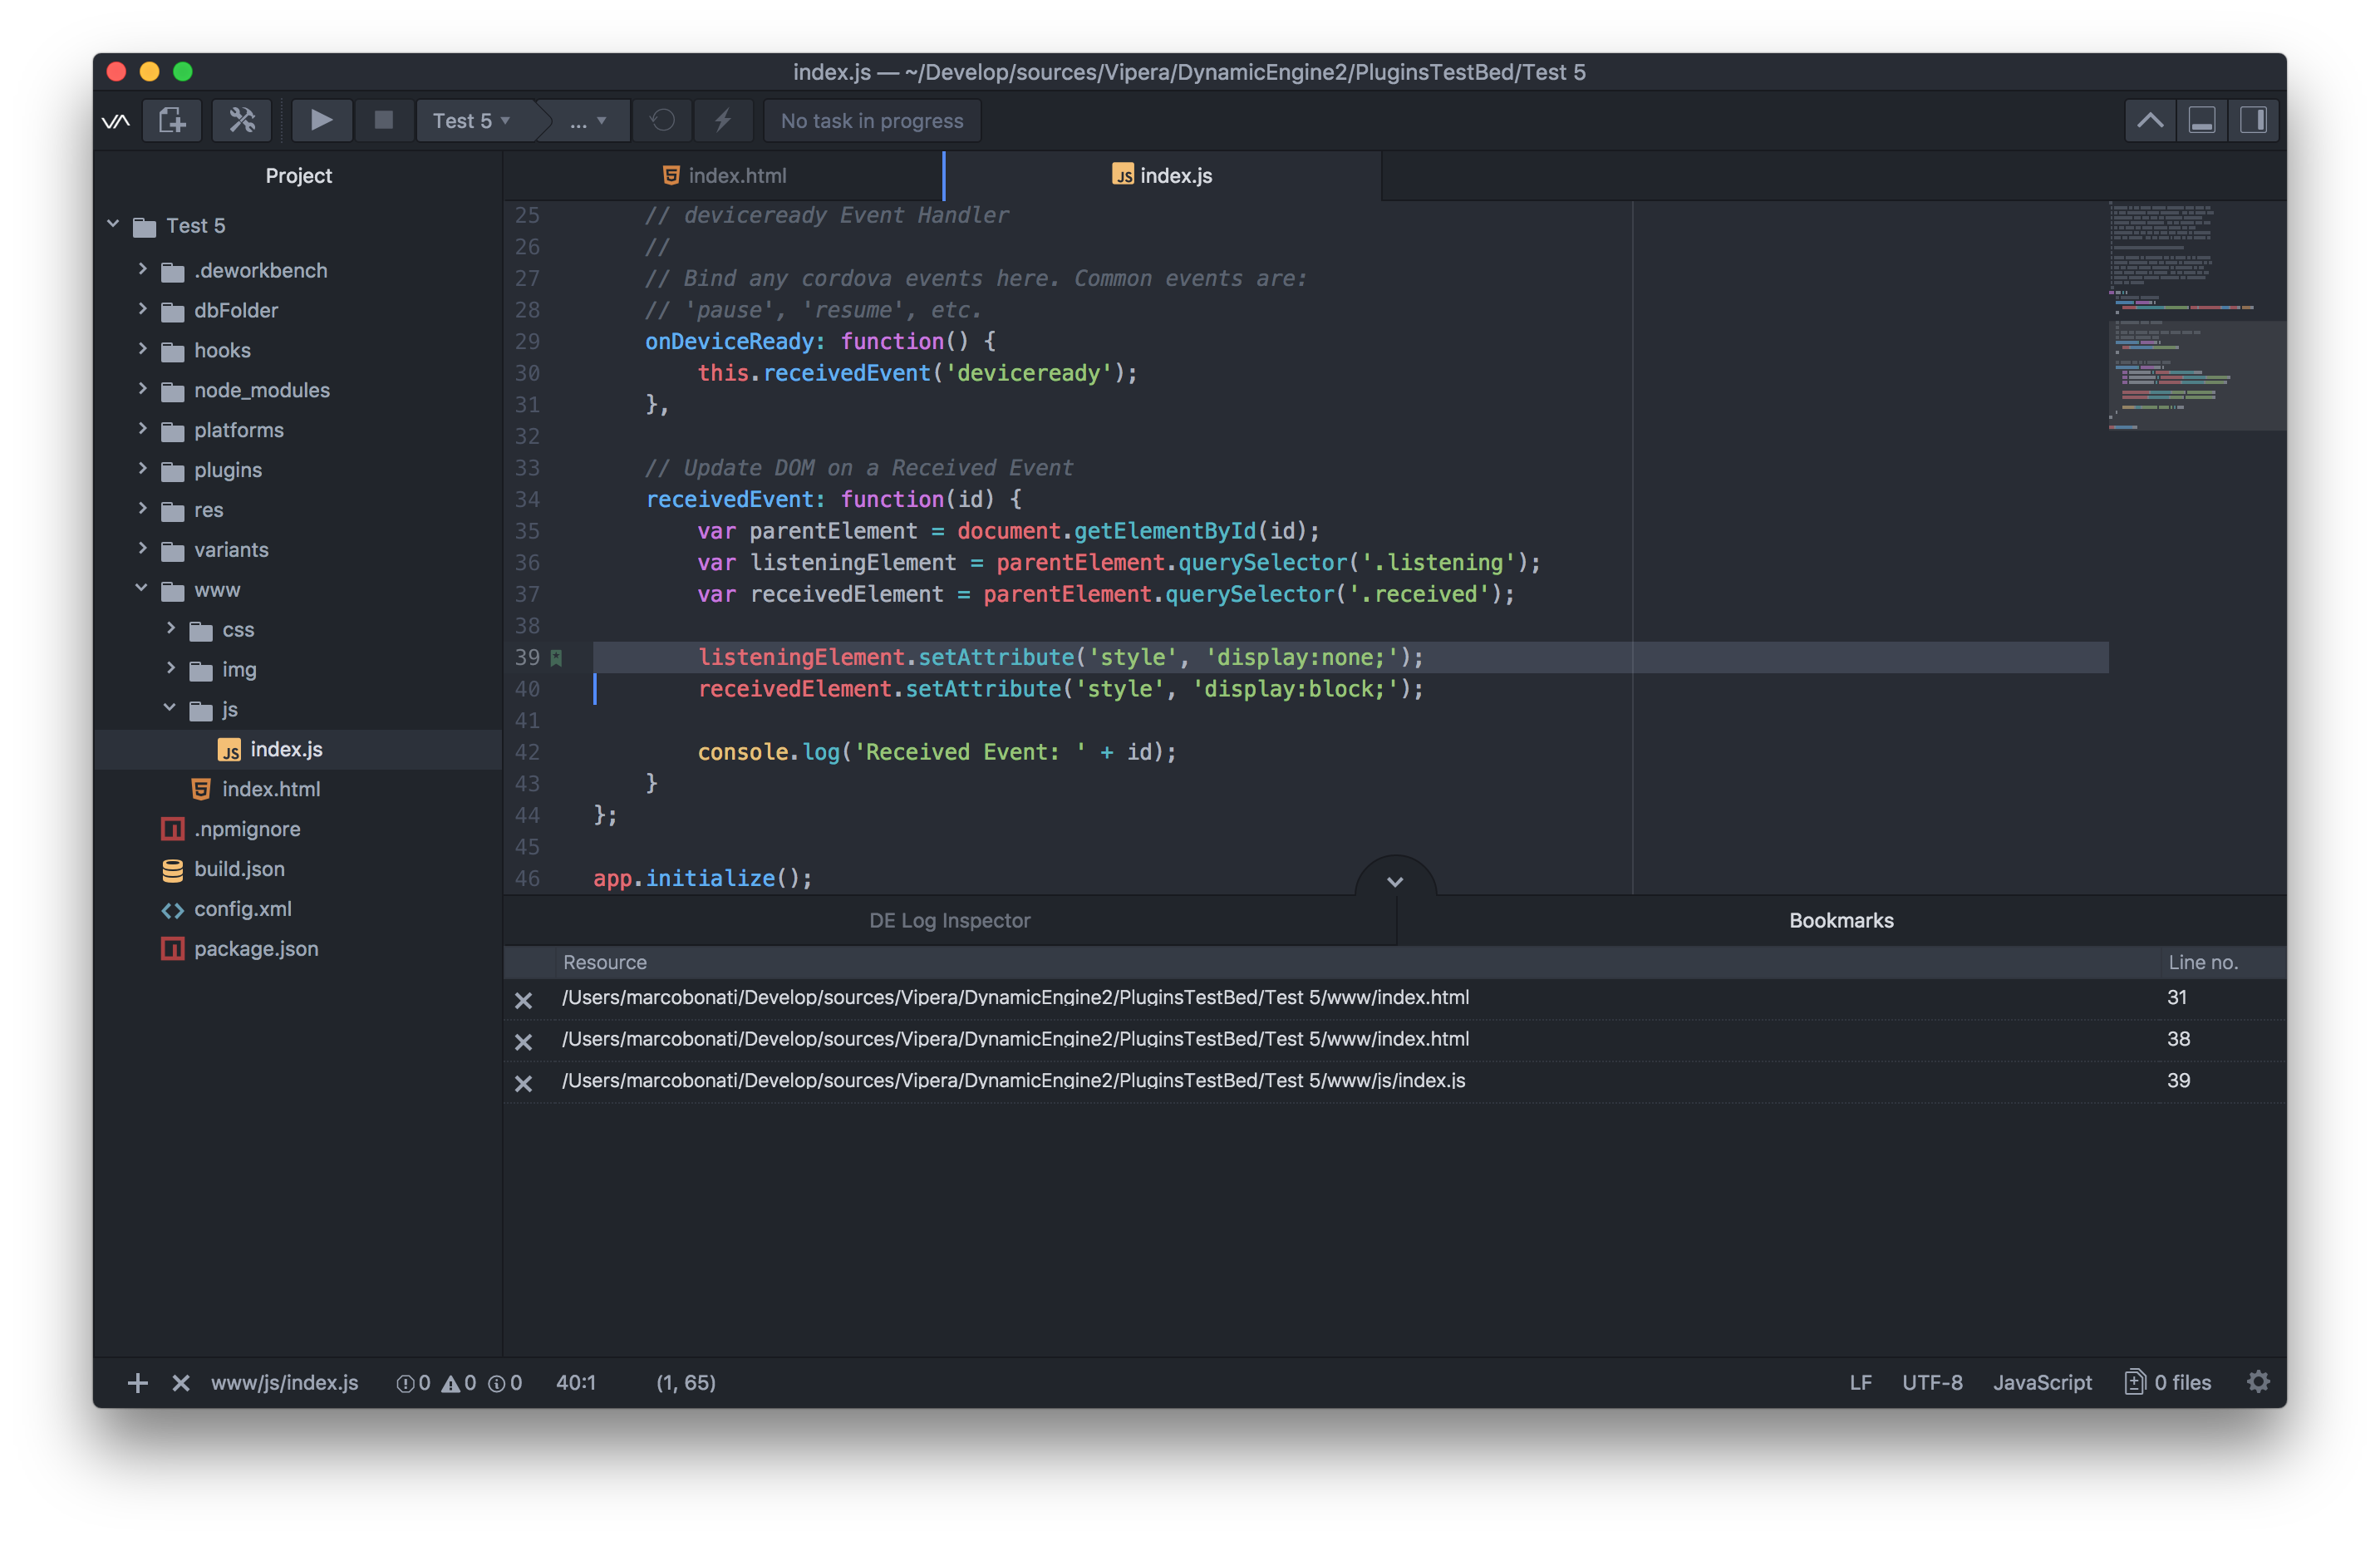 index.js — ~/Develop/sources/Vipera/DynamicEngine2/PluginsTestBed/Test 5
Test 5
...
No task in progress
Project
Test 5
.deworkbench
dbFolder
hooks
node_modules
platforms
plugins
res
variants
www
css
img
js
index.js
index.html
.npmignore
build.json
config.xml
package.json
index.html
index.js
25 // deviceready Event Handler
26 //
27 // Bind any cordova events here. Common events are:
28 // 'pause', 'resume', etc.
29 onDeviceReady: function() {
30 this.receivedEvent('deviceready');
31 },
32
33 // Update DOM on a Received Event
34 receivedEvent: function(id) {
35 var parentElement = document.getElementById(id);
36 var listeningElement = parentElement.querySelector('.listening');
37 var receivedElement = parentElement.querySelector('.received');
38
39 listeningElement.setAttribute('style', 'display:none;');
40 receivedElement.setAttribute('style', 'display:block;');
41
42 console.log('Received Event: ' + id);
43 }
44 };
45
46 app.initialize();
DE Log Inspector
Bookmarks
Resource Line no.
/Users/marcobonati/Develop/sources/Vipera/DynamicEngine2/PluginsTestBed/Test 5/www/index.html 31
/Users/marcobonati/Develop/sources/Vipera/DynamicEngine2/PluginsTestBed/Test 5/www/index.html 38
/Users/marcobonati/Develop/sources/Vipera/DynamicEngine2/PluginsTestBed/Test 5/www/js/index.js 39
www/js/index.js 0 0 0 40:1 (1, 65) LF UTF-8 JavaScript 0 files